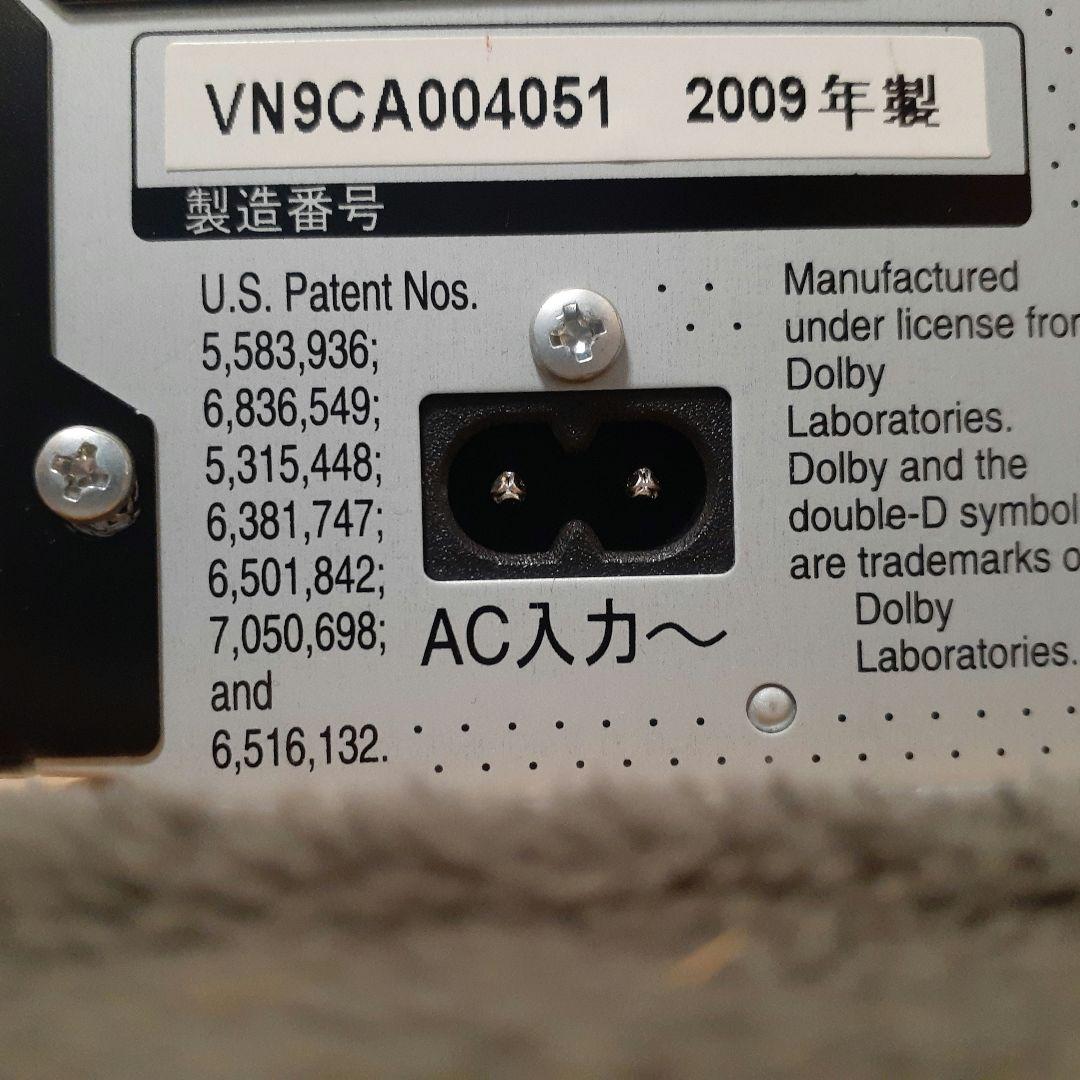 VN9CA004051 2009年製
製造番号
U.S. Patent Nos.
5,583,936;
6,836,549;
5,315,448;
6,381,747;
6,501,842;
7,050,698;
and
6,516,132.
AC入力～
Manufactured
under license
Dolby
Laboratories.
Dolby and the
double-D symbol
are trademarks
Dolby
Laboratories.